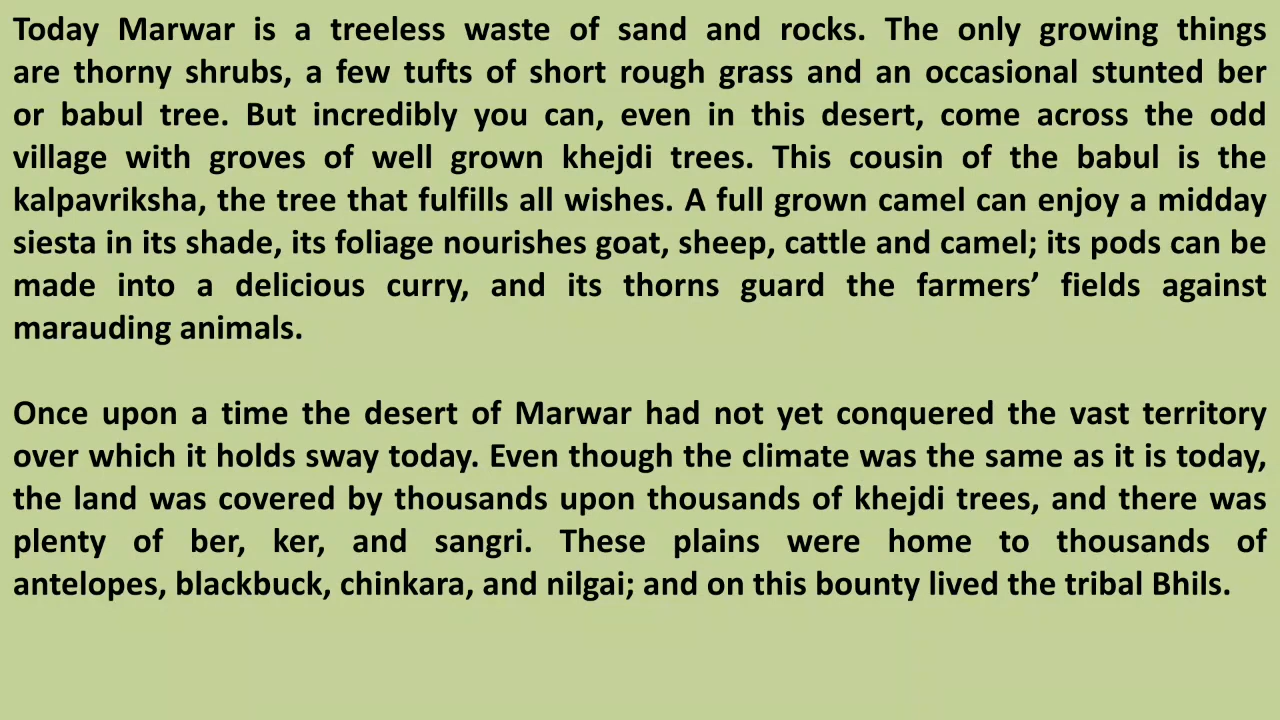 Today Marwar is a treeless waste of sand and rocks. The only growing things
are thorny shrubs, a few tufts of short rough grass and an occasional stunted ber
or babul tree. But incredibly you can, even in this desert, come across the odd
village with groves of well grown khejdi trees. This cousin of the babul is the
kalpavriksha, the tree that fulfills all wishes. A full grown camel can enjoy a midday
siesta in its shade, its foliage nourishes goat, sheep, cattle and camel; its pods can be
made into a delicious curry, and its thorns guard the farmers’ fields against
marauding animals.
Once upon a time the desert of Marwar had not yet conquered the vast territory
over which it holds sway today. Even though the climate was the same as it is today,
the land was covered by thousands upon thousands of khejdi trees, and there was
plenty of ber, ker, and sangri. These plains were home to thousands of
antelopes, blackbuck, chinkara, and nilgai; and on this bounty lived the tribal Bhils.